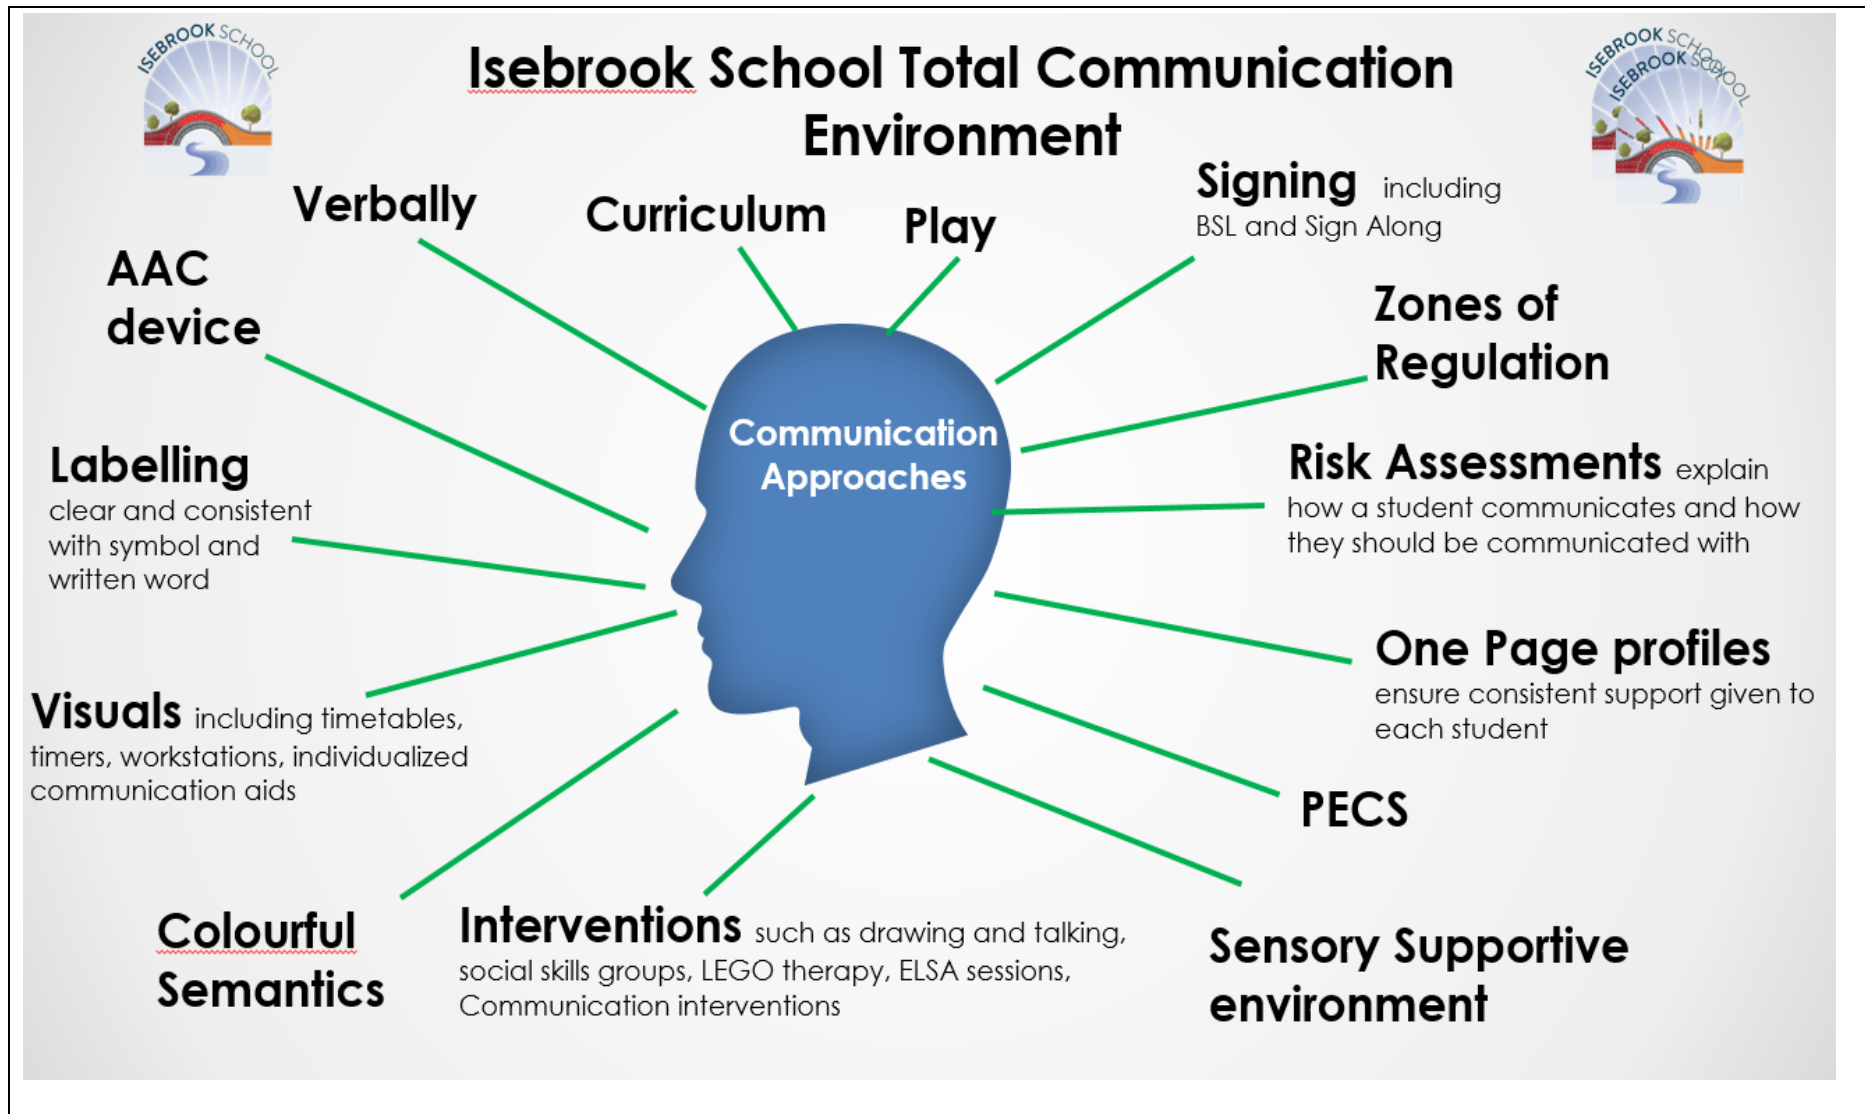 ISEBROOK SCHOOL
Isebrook School Total Communication
Environment
ISEBROOK SCHOOL
ISEBROOK SCHOOL
Verbally
Curriculum
Play
Signing including
BSL and Sign Along
AAC
device
Zones of
Regulation
Communication
Approaches
Labelling
clear and consistent
with symbol and
written word
Risk Assessments explain
how a student communicates and how
they should be communicated with
One Page profiles
ensure consistent support given to
each student
Visuals including timetables,
timers, workstations, individualized
communication aids
PECS
Colourful
Semantics
Interventions such as drawing and talking,
social skills groups, LEGO therapy, ELSA sessions,
Communication interventions
Sensory Supportive
environment